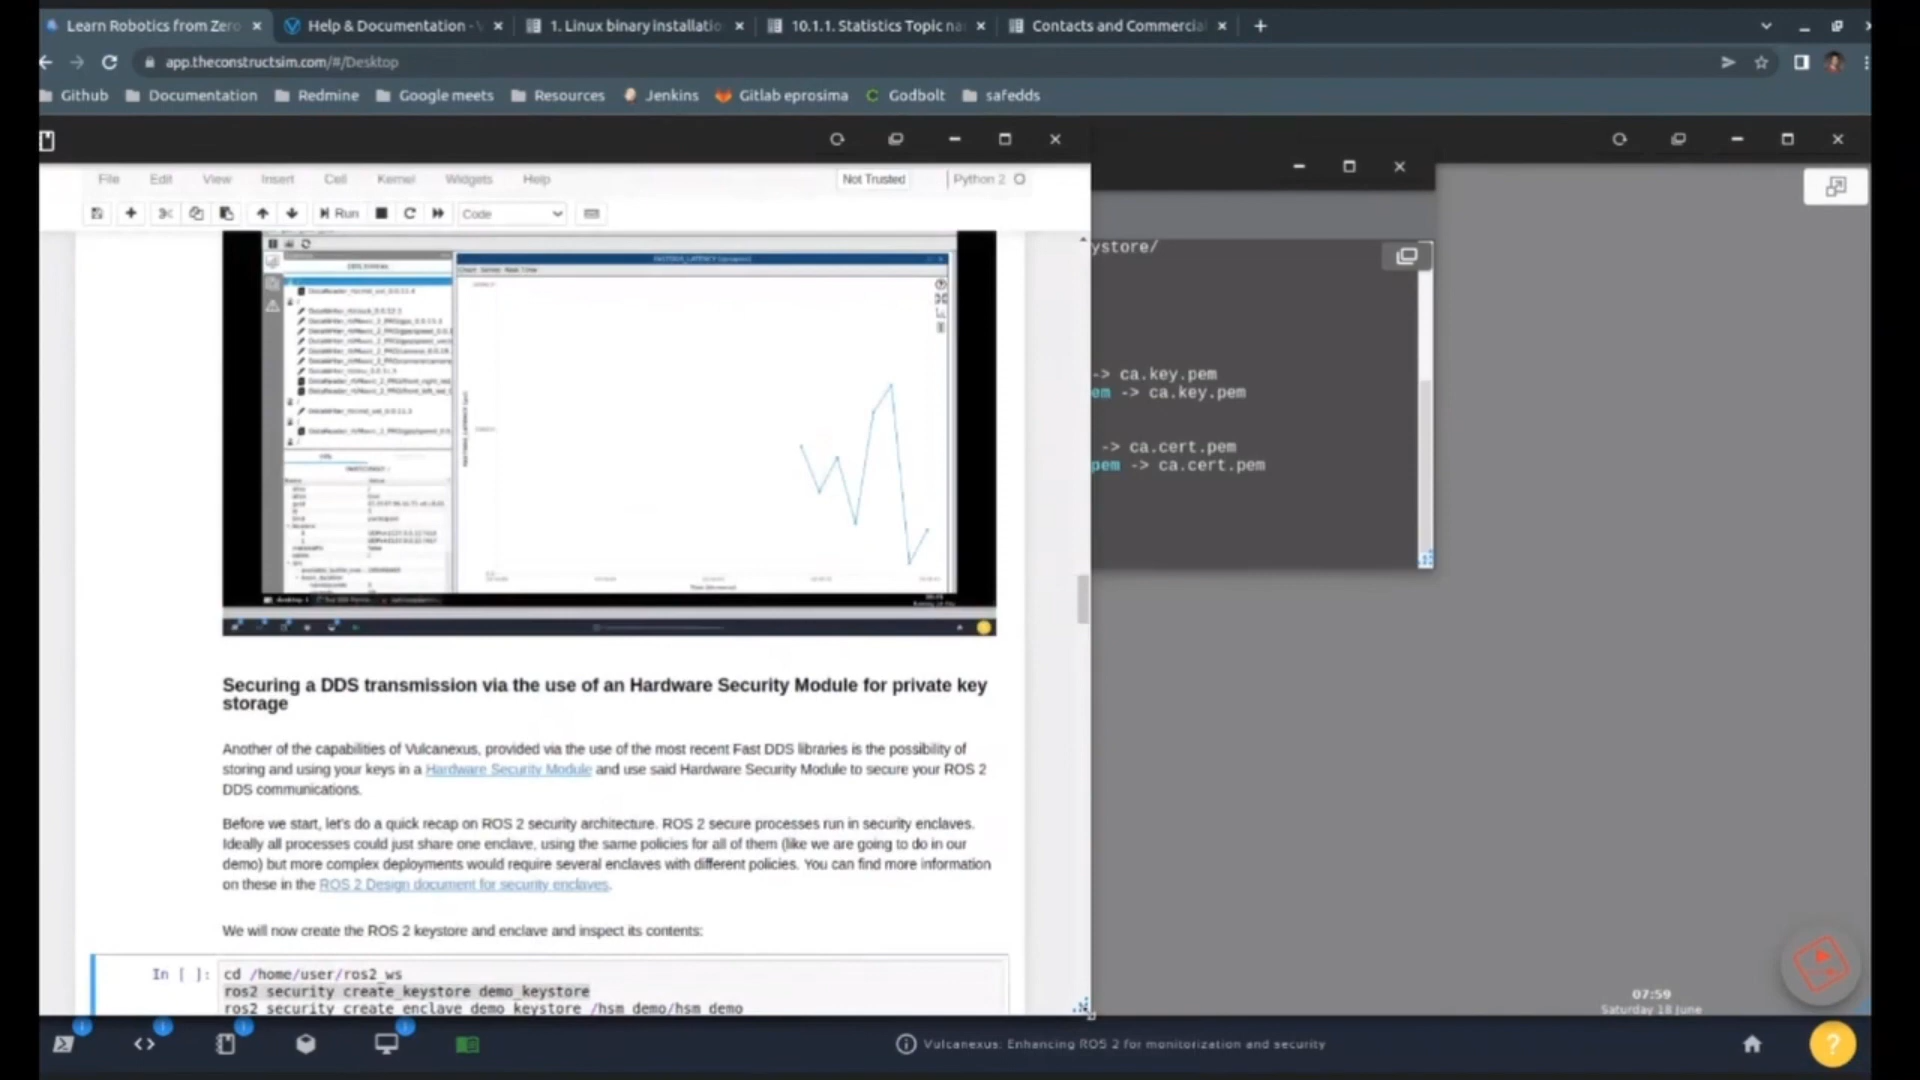 Learn Robotics from Zero
Help & Documentation -
1. Linux binary installatio
10.1.1. Statistics Topic na
Contacts and Commercia
app.theconstructsim.com/#/Desktop
Github
Documentation
Redmine
Google meets
Resources
Jenkins
Gitlab eprosima
Godbolt
safedds
File
Edit
View
Insert
Cell
Kernel
Widgets
Help
Not Trusted
Python 2
Run
Code
ystore/
-> ca.key.pem
em -> ca.key.pem
-> ca.cert.pem
pem -> ca.cert.pem
Securing a DDS transmission via the use of an Hardware Security Module for private key
storage
Another of the capabilities of Vulcanexus, provided via the use of the most recent Fast DDS libraries is the possibility of
storing and using your keys in a Hardware Security Module and use said Hardware Security Module to secure your ROS 2
DDS communications.
Before we start, let's do a quick recap on ROS 2 security architecture. ROS 2 secure processes run in security enclaves.
Ideally all processes could just share one enclave, using the same policies for all of them (like we are going to do in our
demo) but more complex deployments would require several enclaves with different policies. You can find more information
on these in the ROS 2 Design document for security enclaves.
We will now create the ROS 2 keystore and enclave and inspect its contents:
In [ ]: cd /home/user/ros2_ws
ros2 security create_keystore demo_keystore
ros2 security create_enclave demo_keystore /hsm_demo/hsm_demo
07:59
Saturday 18 June
Vulcanexus: Enhancing ROS 2 for monitorization and security
?